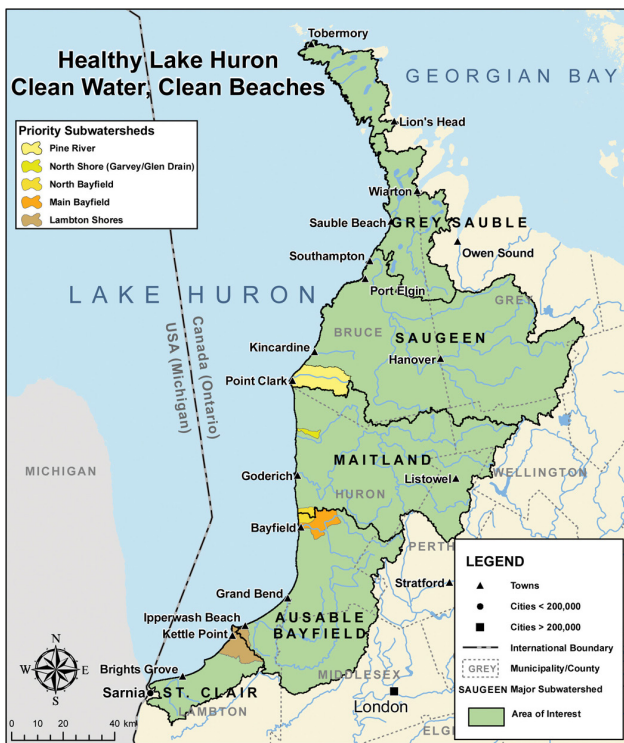 Tobermory
Healthy Lake Huron
Clean Water, Clean Beaches
GEORGIAN BAY
Lion's Head
Priority Subwatersheds
Pine River
North Shore (Garvey/Glen Drain)
North Bayfield
Main Bayfield
Lambton Shores
Wiarton
Sauble Beach
GREY SAUBLE
Owen Sound
Southampton
Port Elgin
LAKE HURON
GREY
BRUCE
SAUGEEN
Kincardine
Hanover
Canada (Ontario)
USA (Michigan)
Point Clark
MAITLAND
MICHIGAN
WELLINGTON
Goderich
Listowel
HURON
Bayfield
PERTH
Stratford
Grand Bend
Ipperwash Beach
AUSABLE
BAYFIELD
Kettle Point
Brights Grove
MIDDLESEX
Sarnia
ST. CLAIR
LAMBTON
London
ELGI
N
W
E
S
0 10 20 40 km
LEGEND
Towns
Cities < 200,000
Cities > 200,000
International Boundary
GREY Municipality/County
SAUGEEN Major Subwatershed
Area of Interest